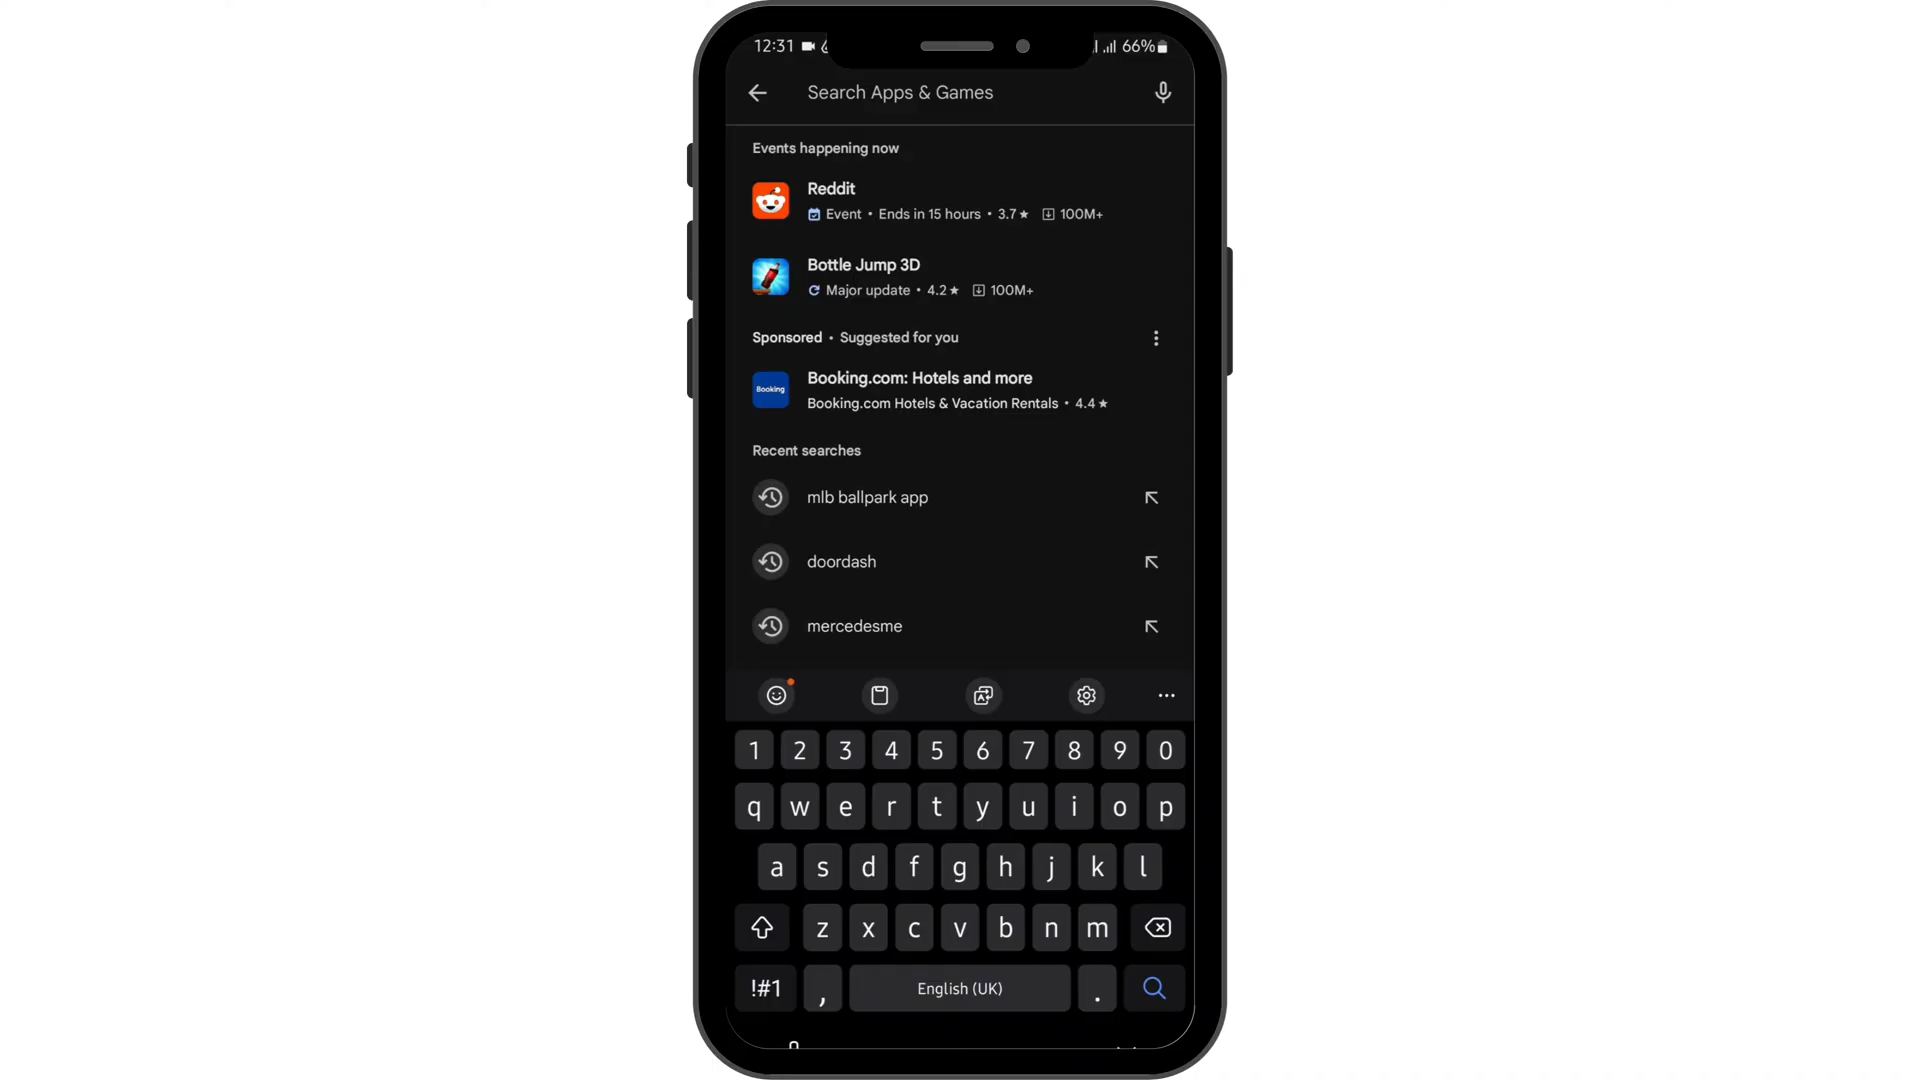 12:31 66%
Search Apps & Games
Events happening now
Reddit
Event • Ends in 15 hours • 3.7★ 100M+
Bottle Jump 3D
Major update • 4.2★ 100M+
Sponsored • Suggested for you
Booking
Booking.com: Hotels and more
Booking.com Hotels & Vacation Rentals • 4.4★
Recent searches
mlb ballpark app
doordash
mercedesme
1 2 3 4 5 6 7 8 9 0
q w e r t y u i o p
a s d f g h j k l
z x c v b n m
!#1 , English (UK) .